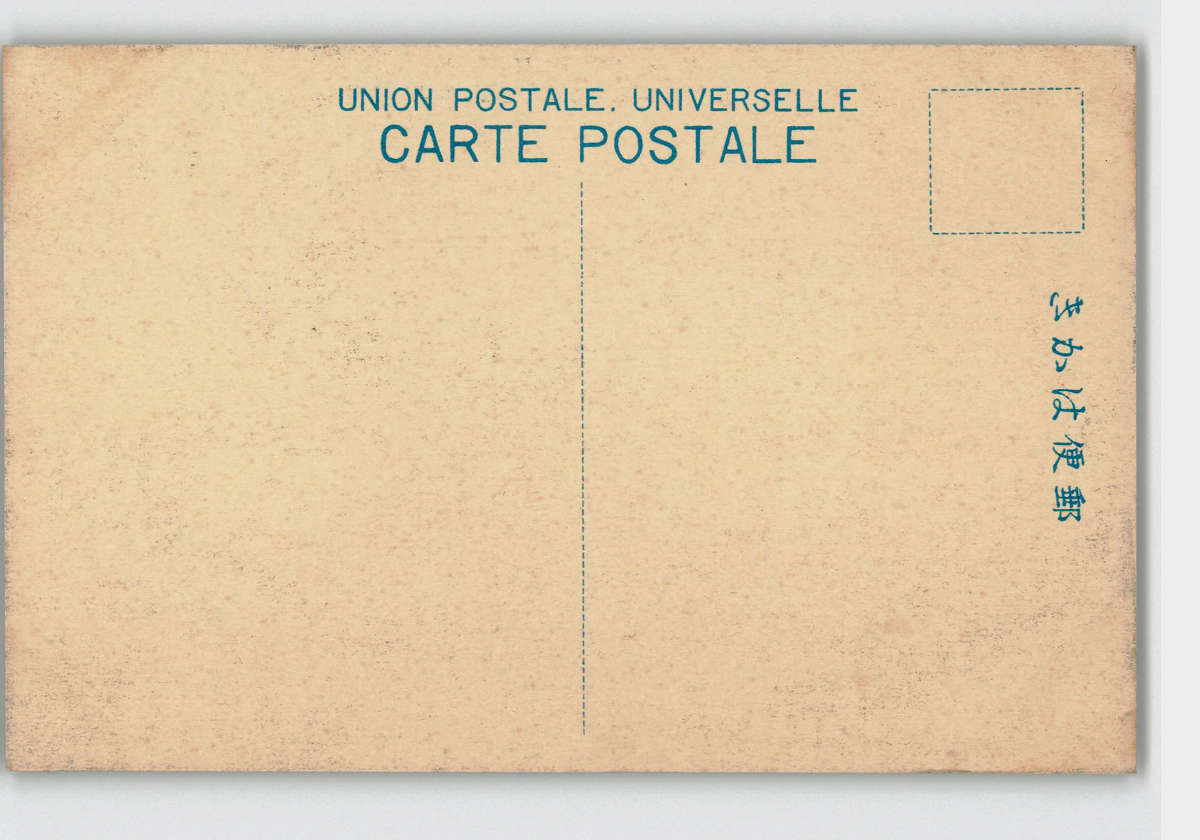 UNION POSTALE. UNIVERSELLE
CARTE POSTALE
郵便はかき